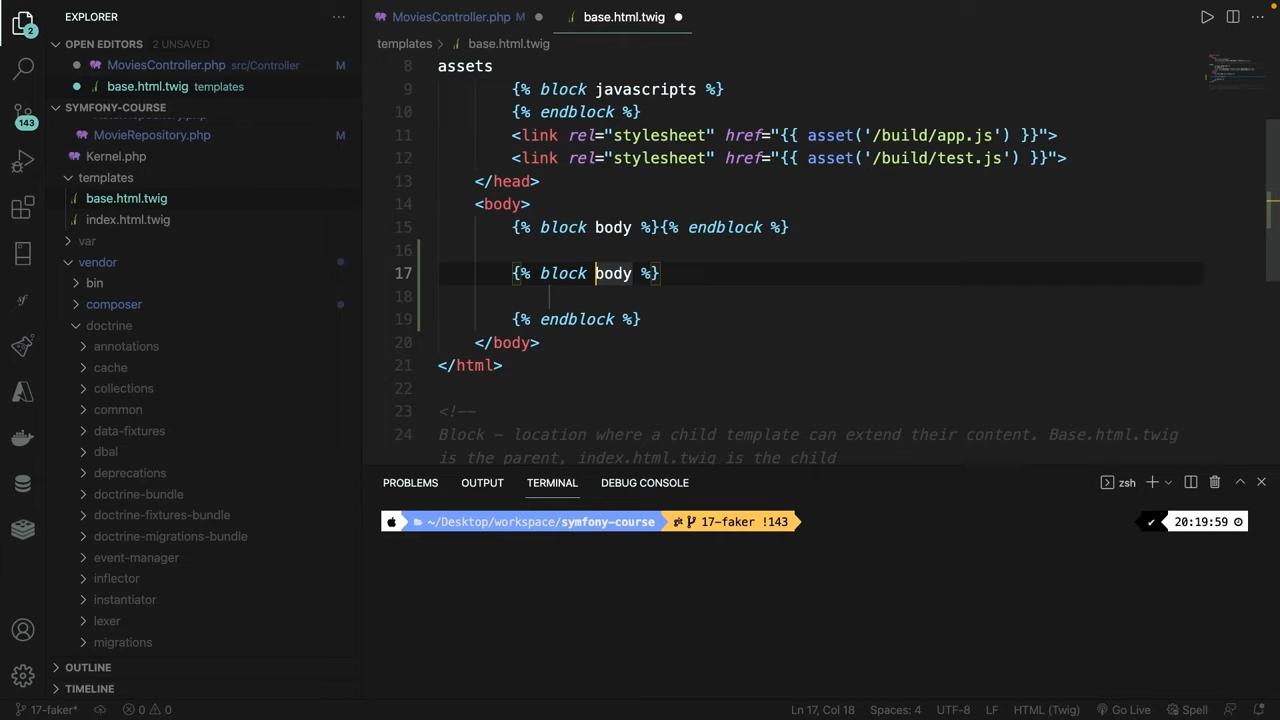 EXPLORER
OPEN EDITORS 2 UNSAVED
MoviesController.php src/Controller M
base.html.twig templates
SYMFONY-COURSE
MovieRepository.php M
Kernel.php
templates
base.html.twig
index.html.twig
var
vendor
bin
composer
doctrine
annotations
cache
collections
common
data-fixtures
dbal
deprecations
doctrine-bundle
doctrine-fixtures-bundle
doctrine-migrations-bundle
event-manager
inflector
instantiator
lexer
migrations
OUTLINE
TIMELINE
2
143
MoviesController.php M
base.html.twig
templates > base.html.twig
8
assets
9 {% block javascripts %}
10 {% endblock %}
11 <link rel="stylesheet" href="{{ asset('/build/app.js') }}">
12 <link rel="stylesheet" href="{{ asset('/build/test.js') }}">
13 </head>
14 <body>
15 {% block body %}{% endblock %}
16
17 {% block body %}
18
19 {% endblock %}
20 </body>
21 </html>
22
23 <!--
24 Block - location where a child template can extend their content. Base.html.twig
is the parent, index.html.twig is the child
PROBLEMS OUTPUT TERMINAL DEBUG CONSOLE zsh
~/Desktop/workspace/symfony-course 17-faker !143 ✔ 20:19:59
17-faker* 0 0 Ln 17, Col 18 Spaces: 4 UTF-8 LF HTML (Twig) Go Live Spell